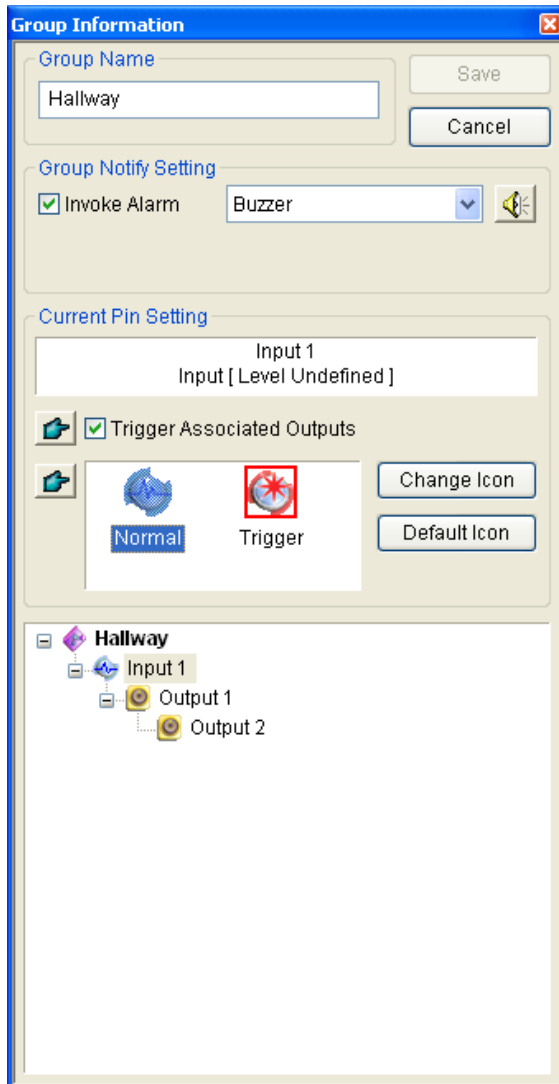 Group Information
Group Name
Hallway
Save
Cancel
Group Notify Setting
Invoke Alarm
Buzzer
Current Pin Setting
Input 1
Input [ Level Undefined ]
Trigger Associated Outputs
Normal
Trigger
Change Icon
Default Icon
Hallway
Input 1
Output 1
Output 2